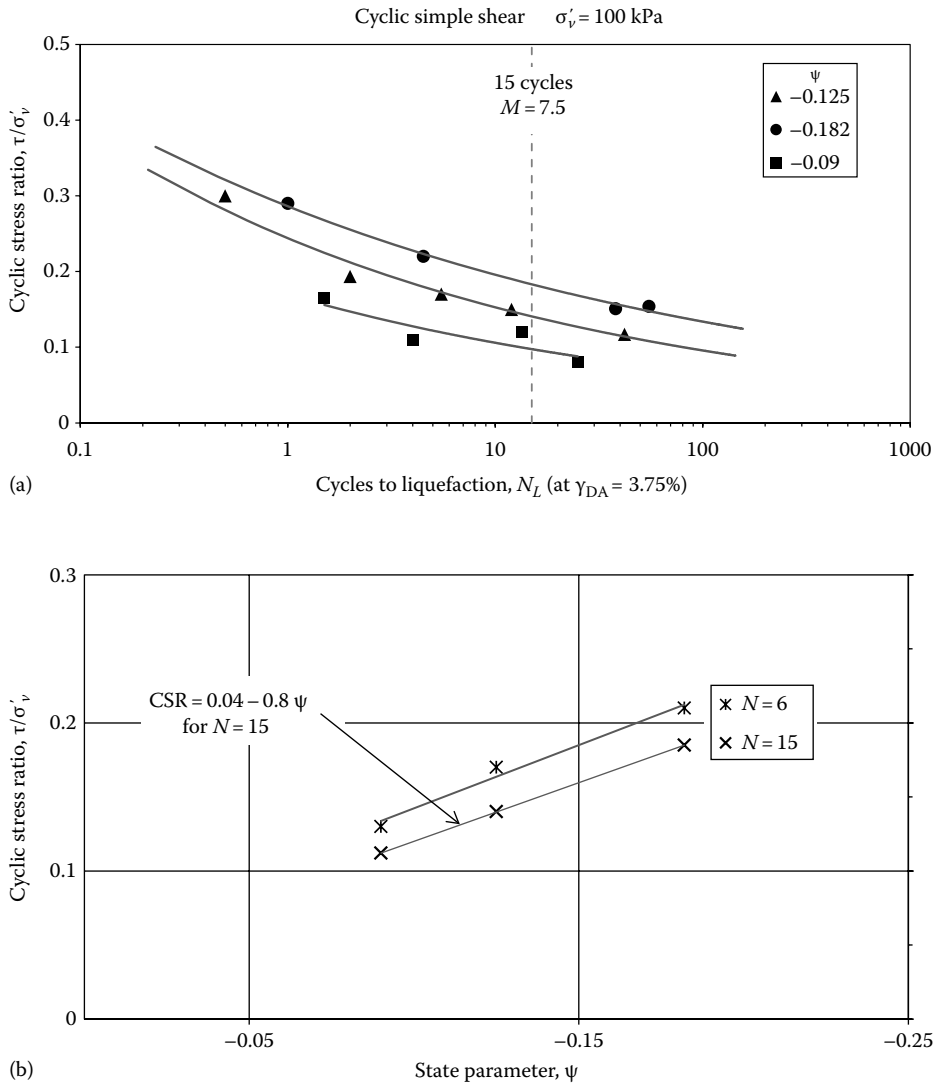 Cyclic simple shear σ′v = 100 kPa
0.5
0.4
0.3
0.2
0.1
0
Cyclic stress ratio, τ/σ′v
15 cycles
M = 7.5
ψ
−0.125
−0.182
−0.09
0.1 1 10 100 1000
(a) Cycles to liquefaction, NL (at γDA = 3.75%)
0.3
0.2
0.1
0
Cyclic stress ratio, τ/σ′v
CSR = 0.04 – 0.8 ψ
for N = 15
N = 6
N = 15
−0.05 −0.15 −0.25
(b) State parameter, ψ